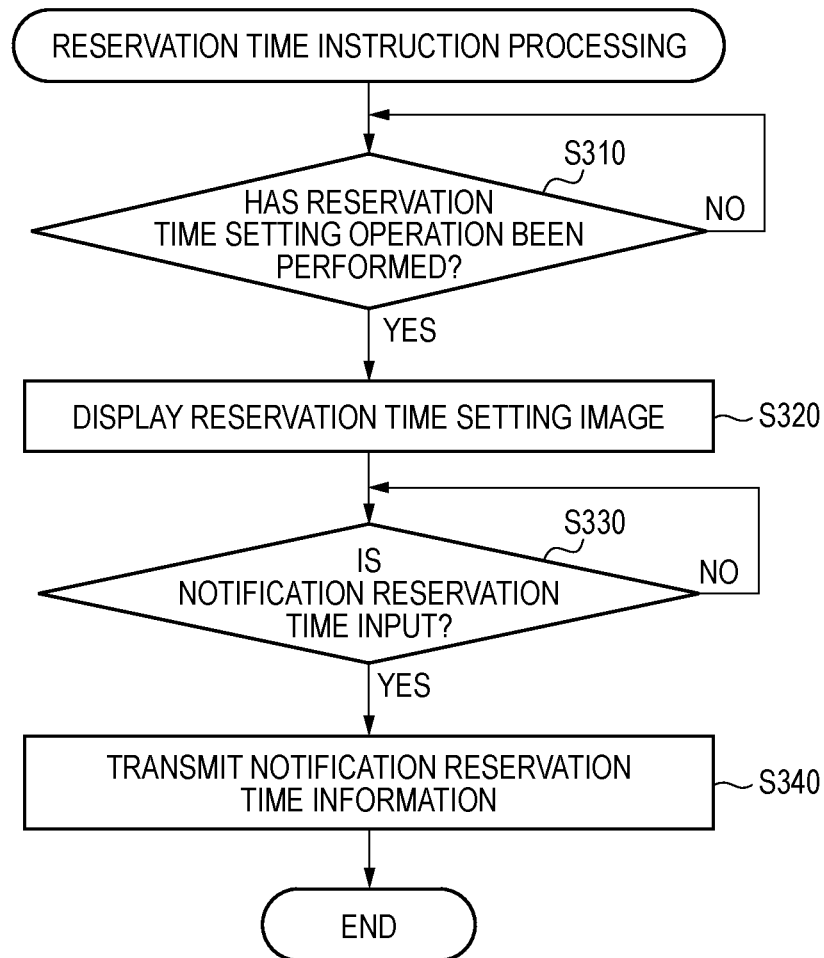 RESERVATION TIME INSTRUCTION PROCESSING
S310
HAS RESERVATION
TIME SETTING OPERATION BEEN
PERFORMED?
NO
YES
DISPLAY RESERVATION TIME SETTING IMAGE
S320
S330
IS
NOTIFICATION RESERVATION
TIME INPUT?
NO
YES
TRANSMIT NOTIFICATION RESERVATION
TIME INFORMATION
S340
END